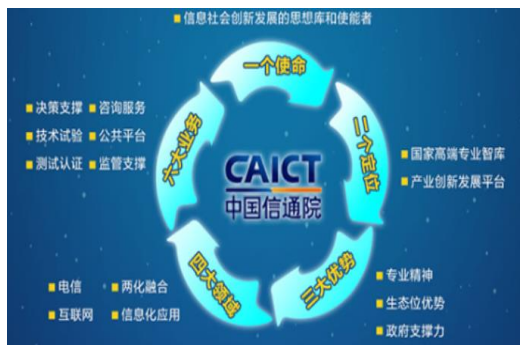 信息社会创新发展的思想库和使能者
一个使命
二个定位
国家高端专业智库
产业创新发展平台
三大优势
专业精神
生态位优势
政府支撑力
四大领域
电信 两化融合
互联网 信息化应用
六大业务
决策支撑 咨询服务
技术试验 公共平台
测试认证 监管支撑
CAICT
中国信通院